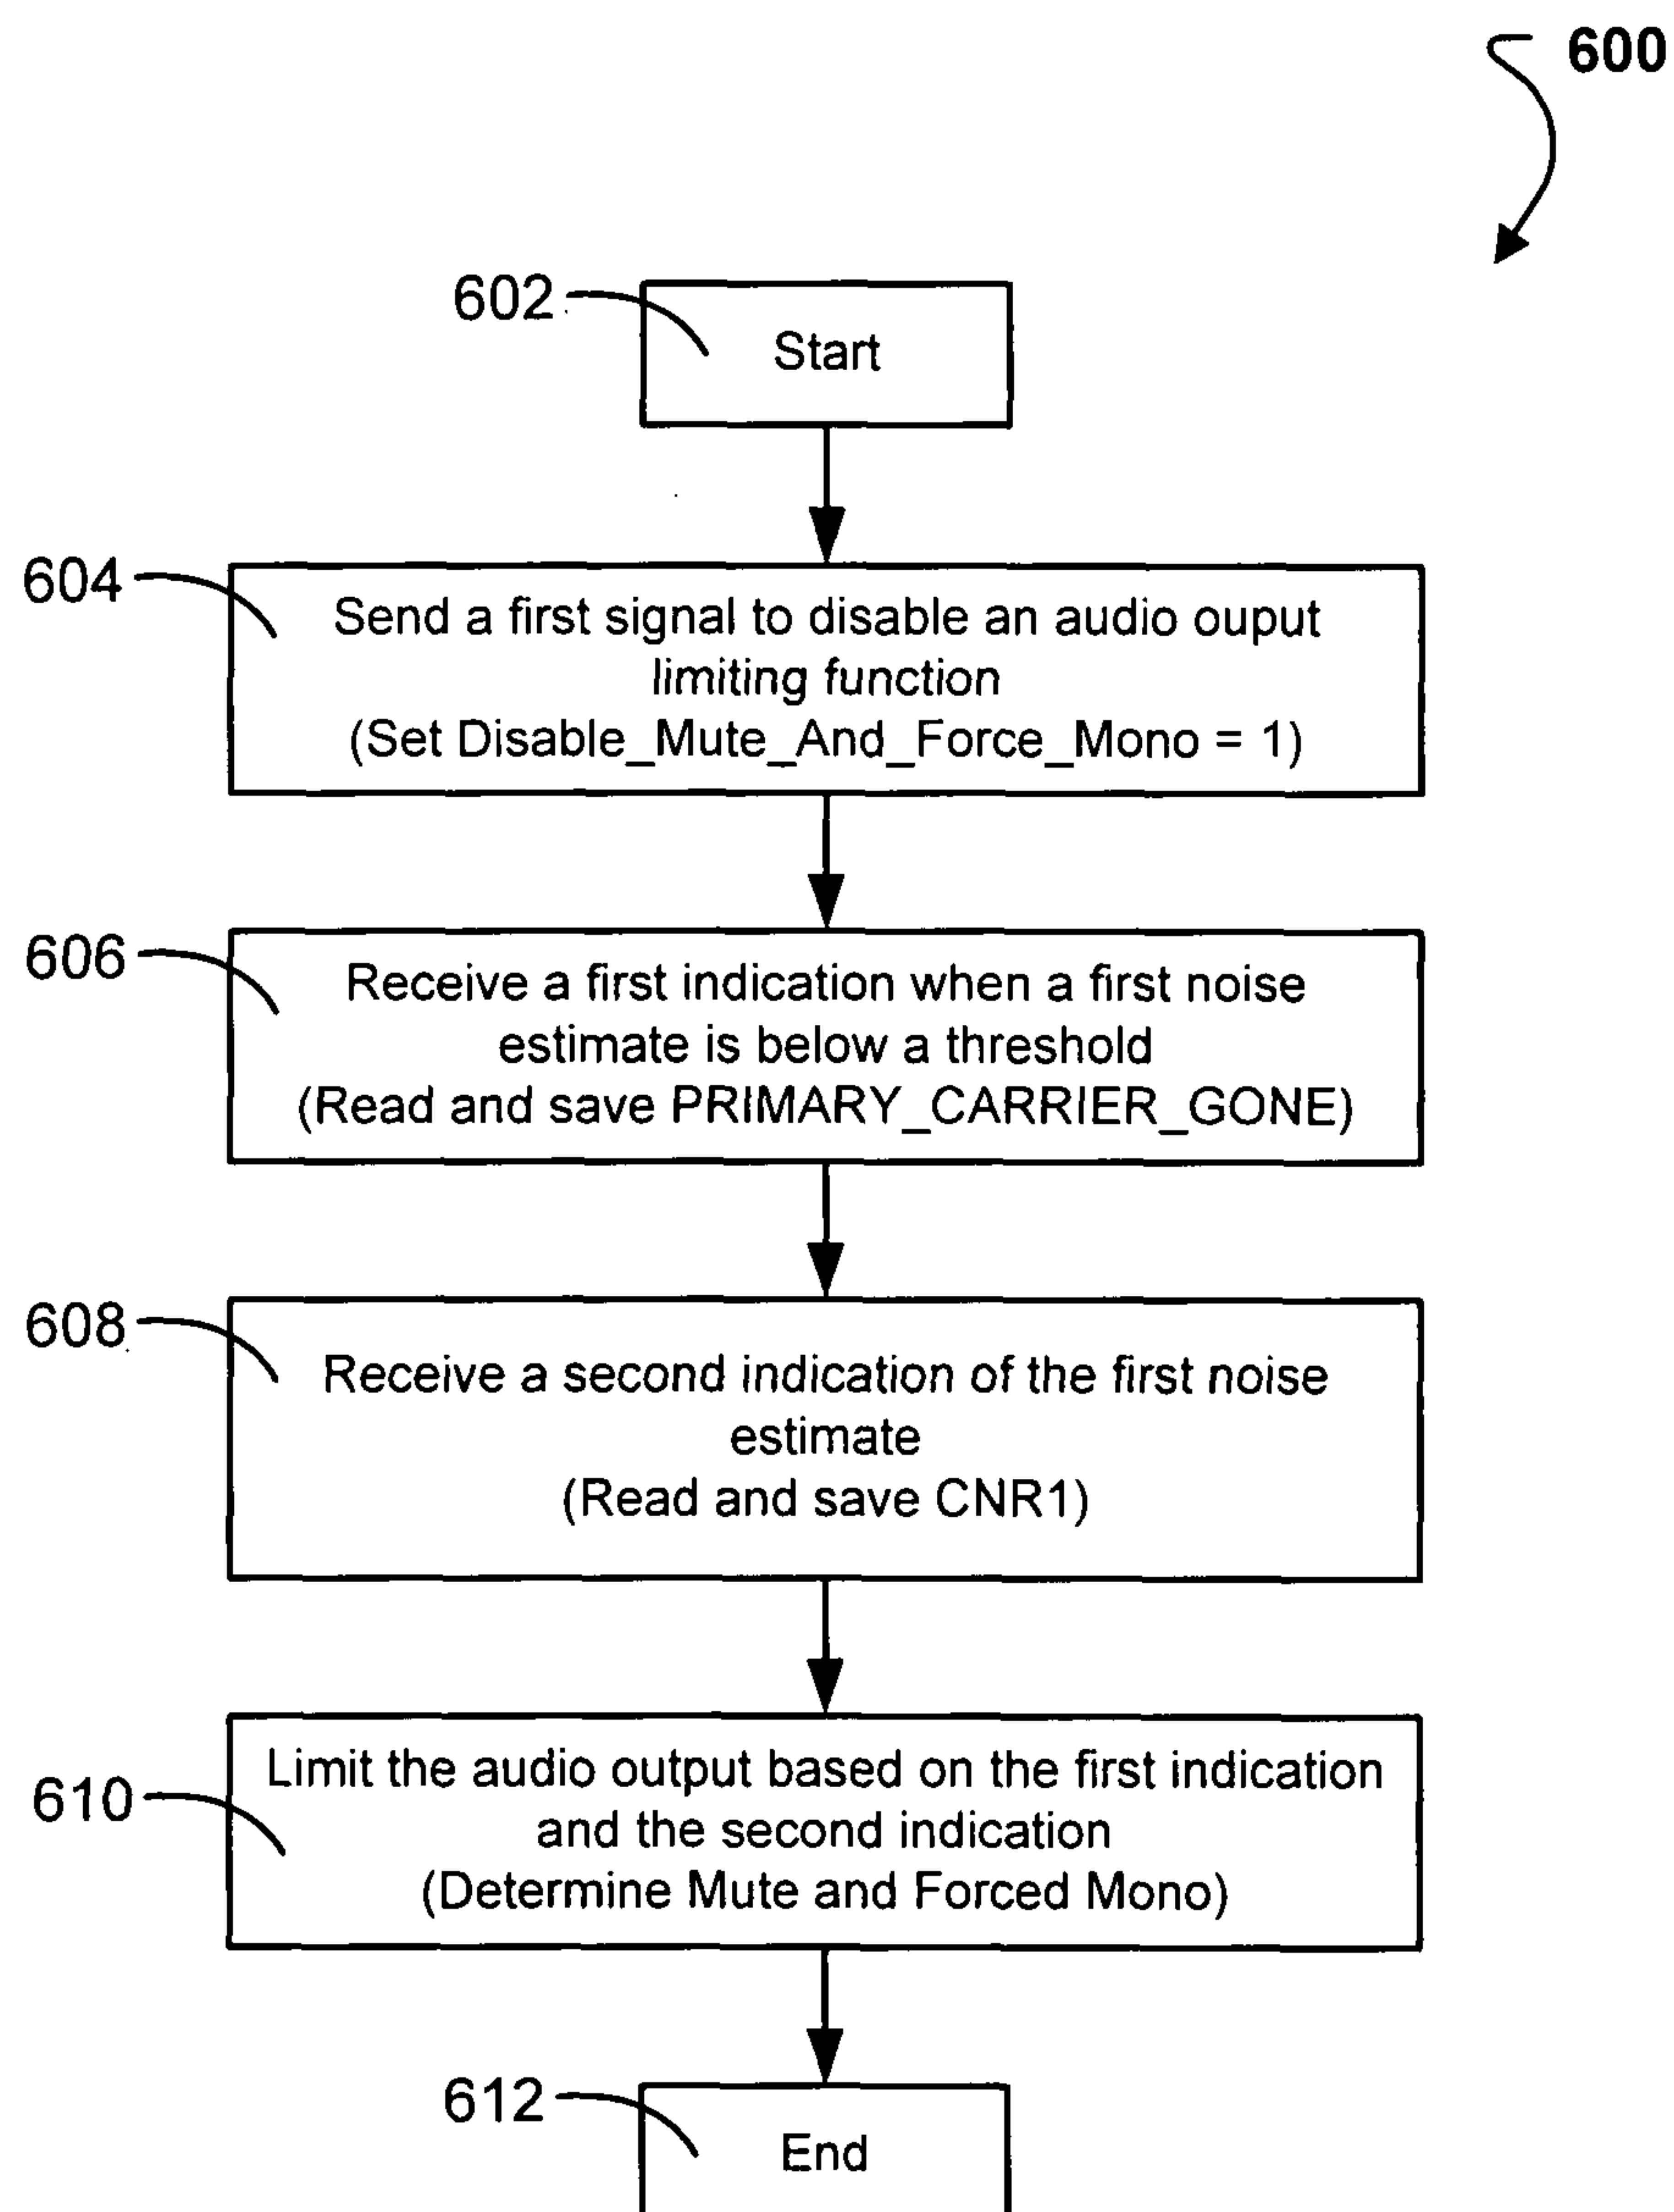 600
602
Start
604
Send a first signal to disable an audio ouput
limiting function
(Set Disable_Mute_And_Force_Mono = 1)
606
Receive a first indication when a first noise
estimate is below a threshold
(Read and save PRIMARY_CARRIER_GONE)
608
Receive a second indication of the first noise
estimate
(Read and save CNR1)
610
Limit the audio output based on the first indication
and the second indication
(Determine Mute and Forced Mono)
612
End